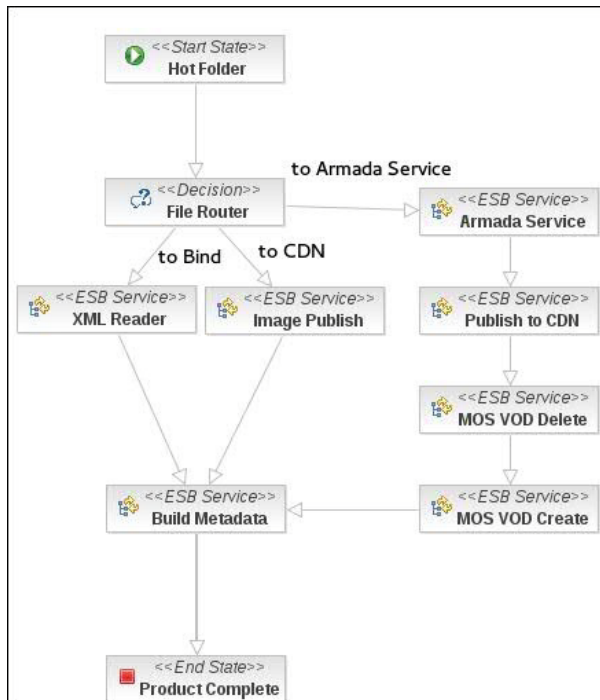 <<Start State>>
Hot Folder
to Armada Service
<<Decision>>
File Router
<<ESB Service>>
Armada Service
to Bind
to CDN
<<ESB Service>>
XML Reader
<<ESB Service>>
Image Publish
<<ESB Service>>
Publish to CDN
<<ESB Service>>
MOS VOD Delete
<<ESB Service>>
Build Metadata
<<ESB Service>>
MOS VOD Create
<<End State>>
Product Complete